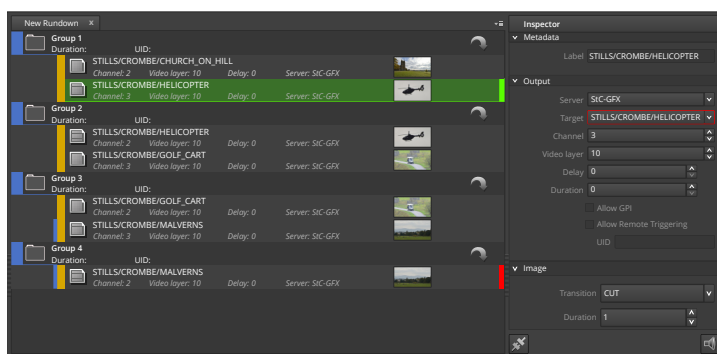 New Rundown x
Group 1
Duration: UID:
STILLS/CROMBE/CHURCH_ON_HILL
Channel: 2 Video layer: 10 Delay: 0 Server: StC-GFX
STILLS/CROMBE/HELICOPTER
Channel: 3 Video layer: 10 Delay: 0 Server: StC-GFX
Group 2
Duration: UID:
STILLS/CROMBE/HELICOPTER
Channel: 2 Video layer: 10 Delay: 0 Server: StC-GFX
STILLS/CROMBE/GOLF_CART
Channel: 3 Video layer: 10 Delay: 0 Server: StC-GFX
Group 3
Duration: UID:
STILLS/CROMBE/GOLF_CART
Channel: 2 Video layer: 10 Delay: 0 Server: StC-GFX
STILLS/CROMBE/MALVERNS
Channel: 3 Video layer: 10 Delay: 0 Server: StC-GFX
Group 4
Duration: UID:
STILLS/CROMBE/MALVERNS
Channel: 2 Video layer: 10 Delay: 0 Server: StC-GFX
Inspector
Metadata
Label STILLS/CROMBE/HELICOPTER
Output
Server StC-GFX
Target STILLS/CROMBE/HELICOPTER
Channel 3
Video layer 10
Delay 0
Duration 0
Allow GPI
Allow Remote Triggering
UID
Image
Transition CUT
Duration 1